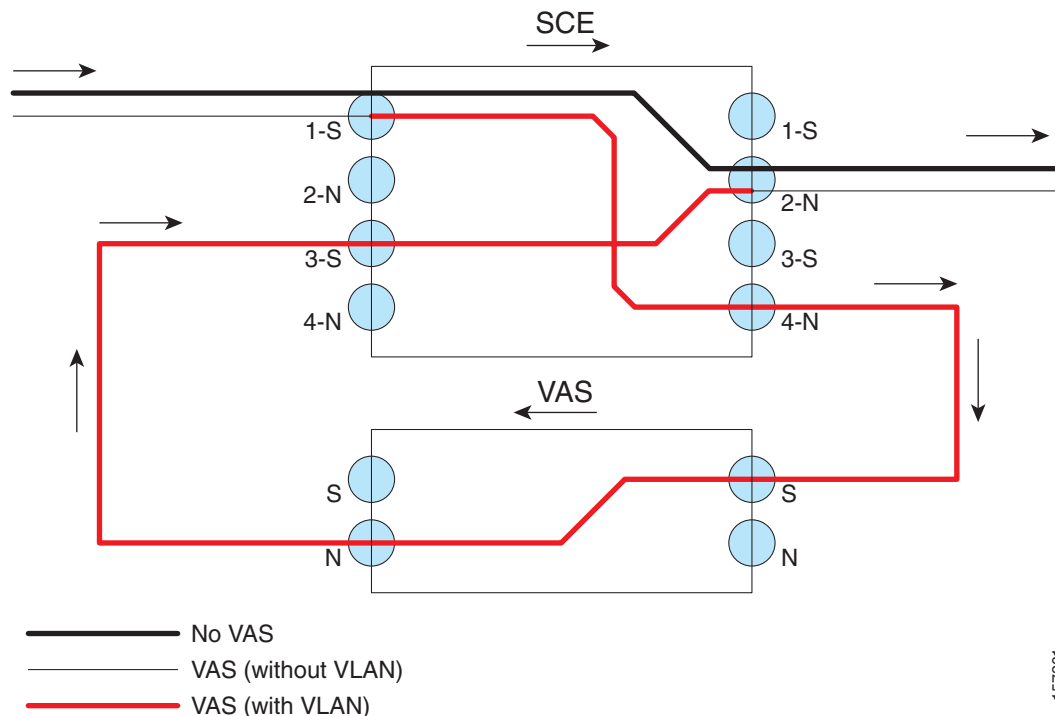 SCE
1-S
1-S
2-N
2-N
3-S
3-S
4-N
4-N
VAS
S
S
N
N
No VAS
VAS (without VLAN)
VAS (with VLAN)